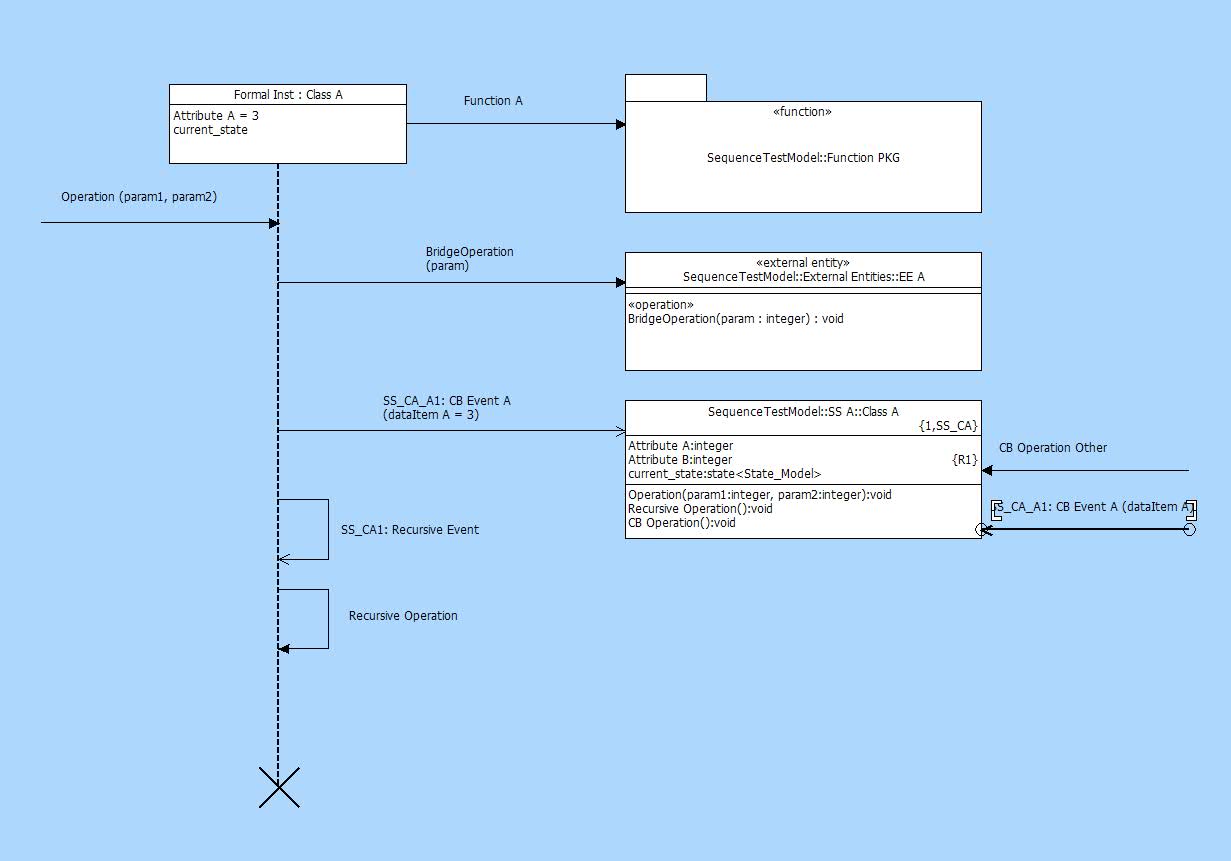 Formal Inst : Class A
Attribute A = 3
current_state
Function A
«function»
SequenceTestModel::Function PKG
Operation (param1, param2)
BridgeOperation
(param)
«external entity»
SequenceTestModel::External Entities::EE A
«operation»
BridgeOperation(param : integer) : void
SS_CA_A1: CB Event A
(dataItem A = 3)
SequenceTestModel::SS A::Class A
{1,SS_CA}
Attribute A:integer
Attribute B:integer
{R1}
current_state:state<State_Model>
Operation(param1:integer, param2:integer):void
Recursive Operation():void
CB Operation():void
CB Operation Other
SS_CA_A1: CB Event A (dataItem A)
SS_CA1: Recursive Event
Recursive Operation